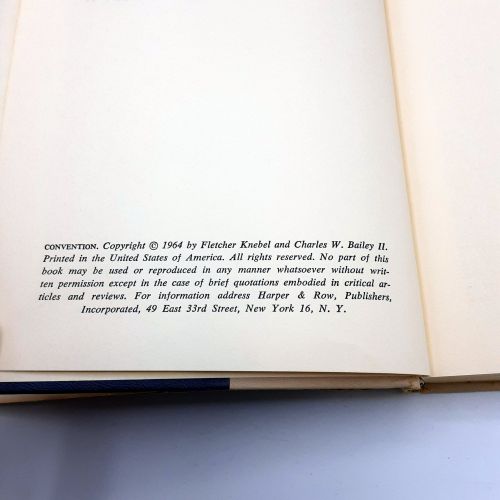 CONVENTION. Copyright © 1964 by Fletcher Knebel and Charles W. Bailey II.
Printed in the United States of America. All rights reserved. No part of this
book may be used or reproduced in any manner whatsoever without writ-
ten permission except in the case of brief quotations embodied in critical ar-
ticles and reviews. For information address Harper & Row, Publishers,
Incorporated, 49 East 33rd Street, New York 16, N. Y.